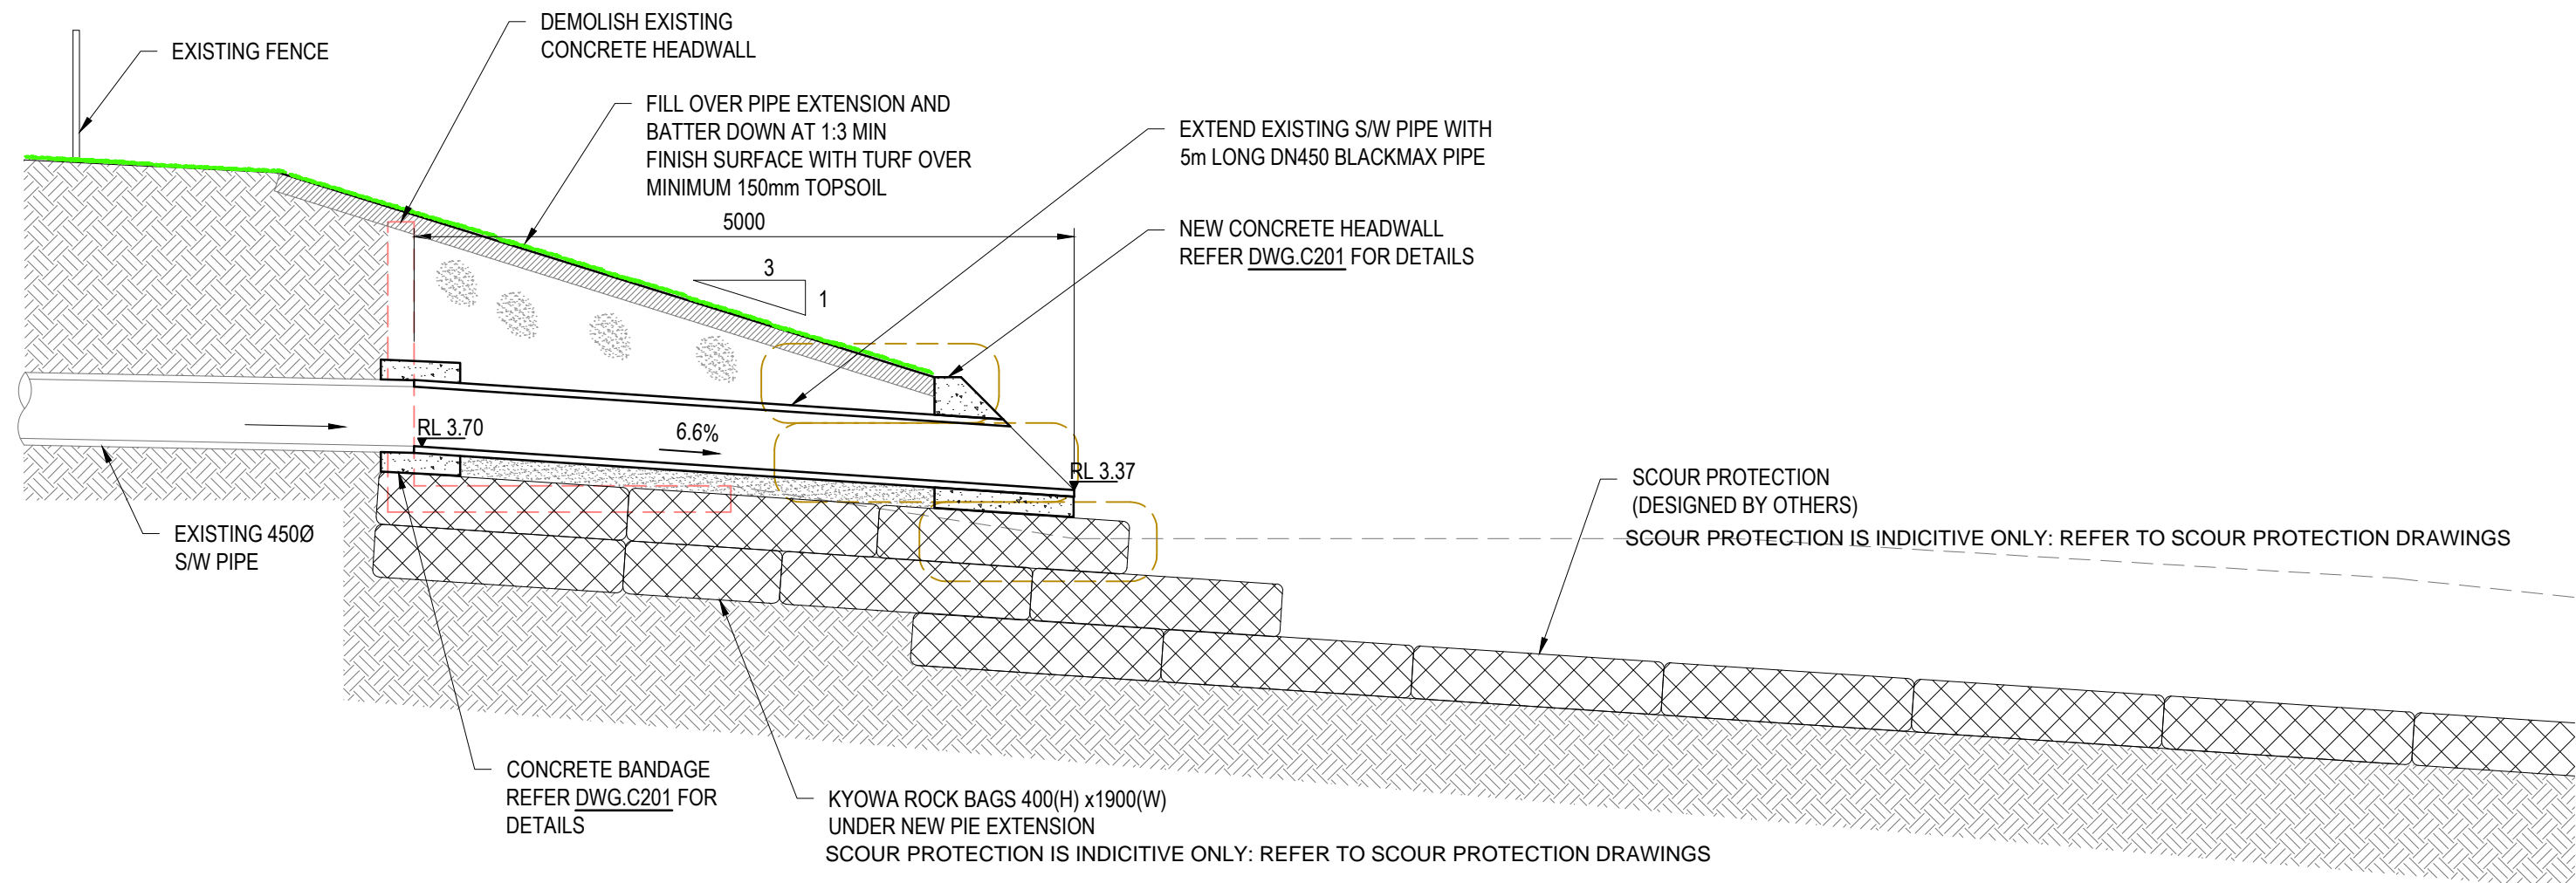 DEMOLISH EXISTING
CONCRETE HEADWALL
EXISTING FENCE
FILL OVER PIPE EXTENSION AND
BATTER DOWN AT 1:3 MIN
FINISH SURFACE WITH TURF OVER
MINIMUM 150mm TOPSOIL
5000
EXTEND EXISTING S/W PIPE WITH
5m LONG DN450 BLACKMAX PIPE
NEW CONCRETE HEADWALL
REFER DWG.C201 FOR DETAILS
3
1
RL 3.70
6.6%
RL 3.37
SCOUR PROTECTION
(DESIGNED BY OTHERS)
SCOUR PROTECTION IS INDICITIVE ONLY: REFER TO SCOUR PROTECTION DRAWINGS
EXISTING 450Ø
S/W PIPE
CONCRETE BANDAGE
REFER DWG.C201 FOR
DETAILS
KYOWA ROCK BAGS 400(H) x1900(W)
UNDER NEW PIE EXTENSION
SCOUR PROTECTION IS INDICITIVE ONLY: REFER TO SCOUR PROTECTION DRAWINGS